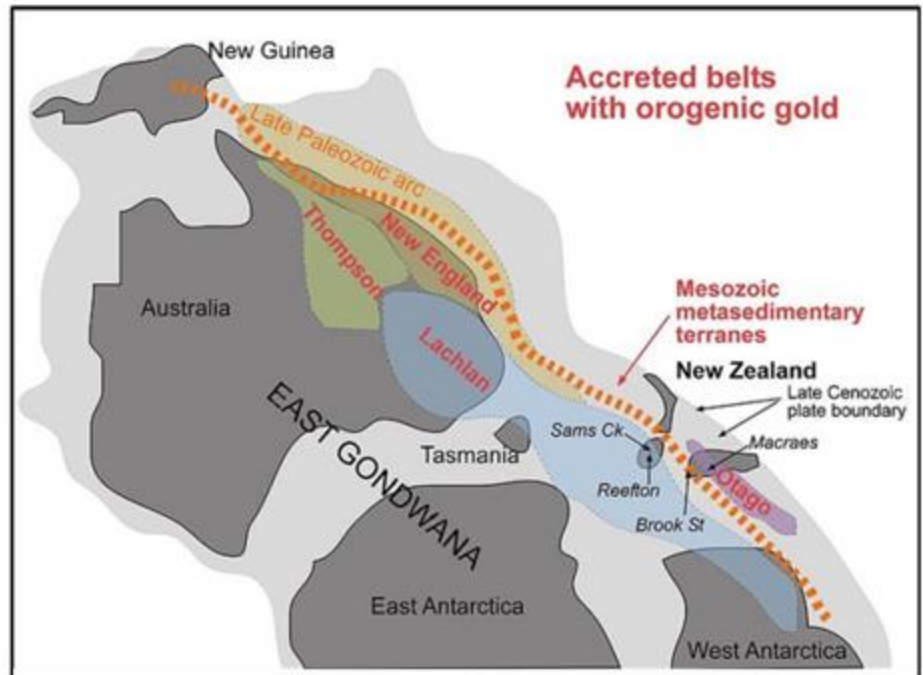 New Guinea
Accreted belts
with orogenic gold
Late Paleozoic arc
Thompson
New England
Australia
Lachlan
Mesozoic
metasedimentary
terranes
New Zealand
Late Cenozoic
plate boundary
EAST GONDWANA
Tasmania
Sams Ck
Macraes
Reefton
Otago
Brook St
East Antarctica
West Antarctica